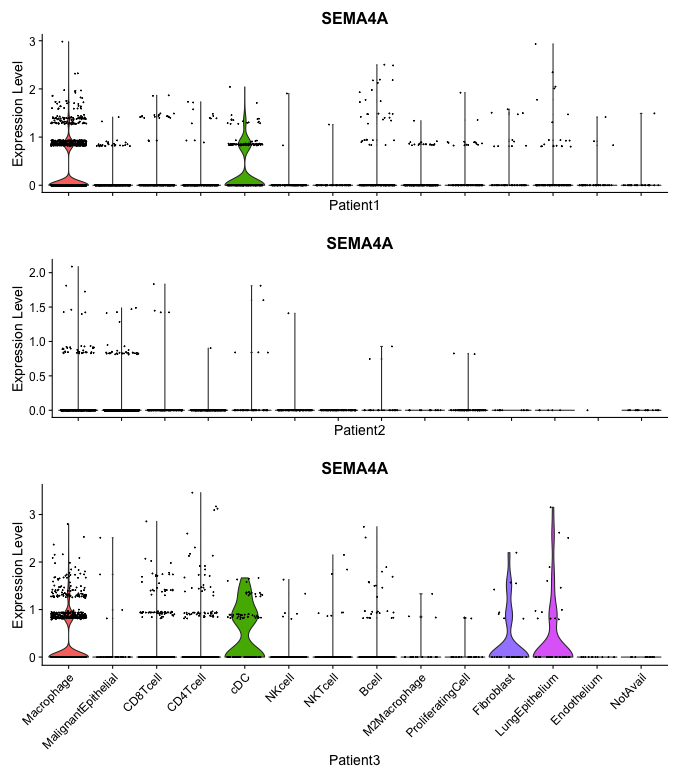 SEMA4A
Expression Level
3
2
1
0
Patient1
SEMA4A
Expression Level
2.0
1.5
1.0
0.5
0.0
Patient2
SEMA4A
Expression Level
3
2
1
0
Macrophage
MalignantEpithelial
CD8Tcell
CD4Tcell
cDC
NKcell
NKTcell
Bcell
M2Macrophage
ProliferatingCell
Fibroblast
LungEpithelium
Endothelium
NotAvail
Patient3